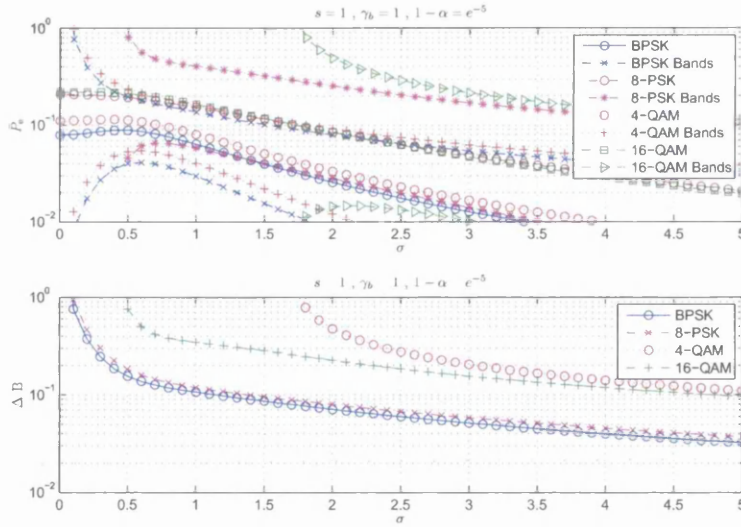 s = 1 , γ_b = 1 , 1 − α = e^{-5}
10^0
10^{-1}
10^{-2}
P̄_e
0 0.5 1 1.5 2 2.5 3 3.5 4 4.5 5
σ
BPSK
BPSK Bands
8-PSK
8-PSK Bands
4-QAM
4-QAM Bands
16-QAM
16-QAM Bands
s = 1 , γ_b = 1 , 1 − α = e^{-5}
10^0
10^{-1}
10^{-2}
Δ B
0 0.5 1 1.5 2 2.5 3 3.5 4 4.5 5
σ
BPSK
8-PSK
4-QAM
16-QAM